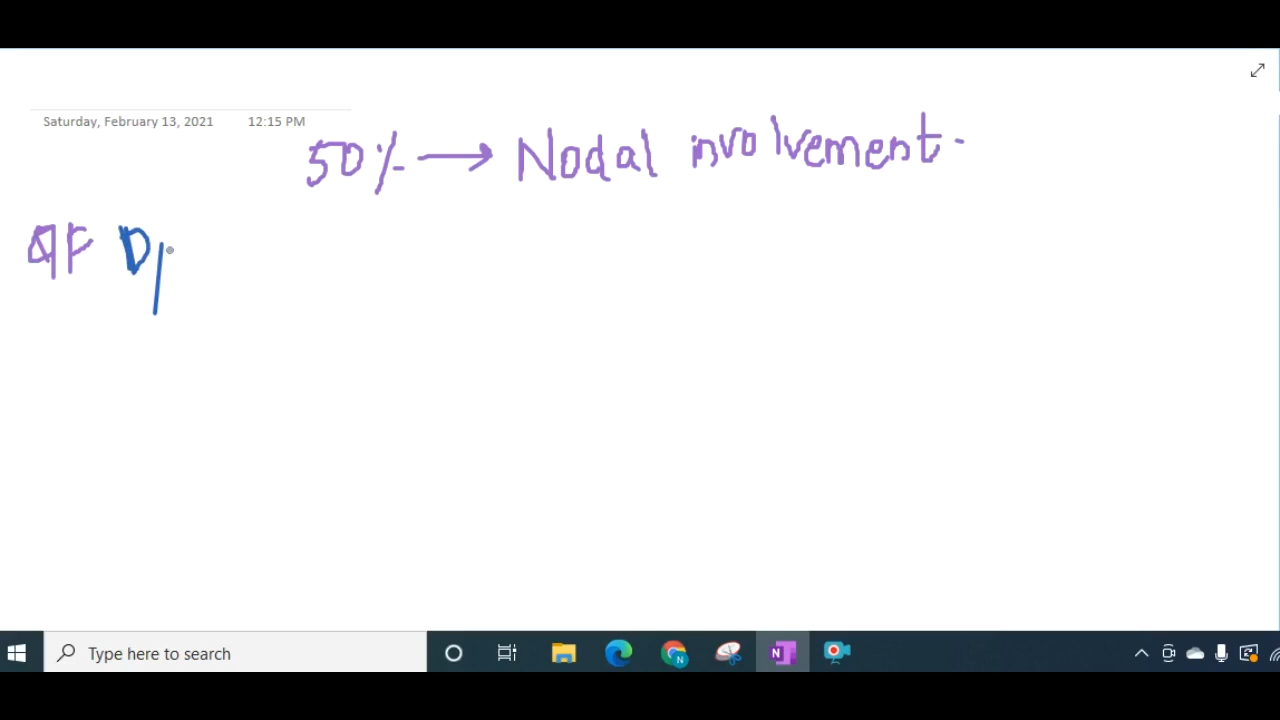 Saturday, February 13, 2021 12:15 PM
50% → Nodal involvement.
D/
Type here to search